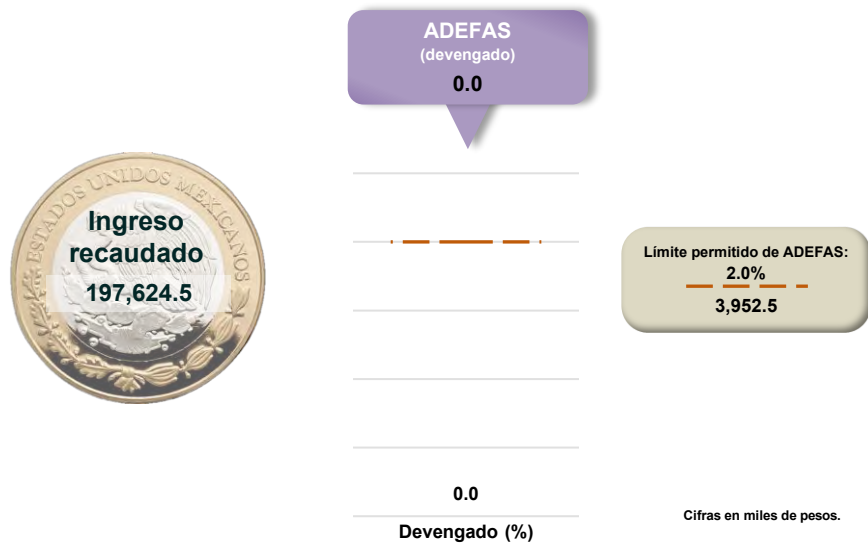 ADEFAS
(devengado)
0.0
ESTADOS UNIDOS MEXICANOS
Ingreso
recaudado
197,624.5
Límite permitido de ADEFAS:
2.0%
3,952.5
0.0
Devengado (%)
Cifras en miles de pesos.